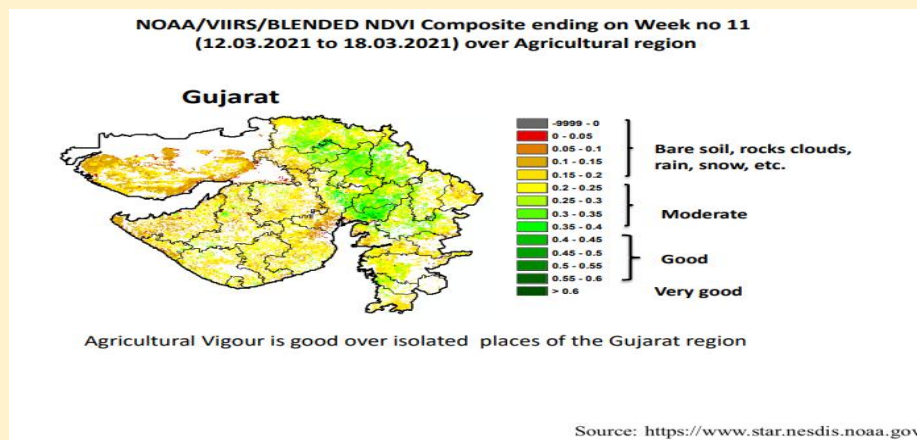 NOAA/VIIRS/BLENDED NDVI Composite ending on Week no 11
(12.03.2021 to 18.03.2021) over Agricultural region
Gujarat
-9999 - 0
0 - 0.05
0.05 - 0.1
0.1 - 0.15
0.15 - 0.2
0.2 - 0.25
0.25 - 0.3
0.3 - 0.35
0.35 - 0.4
0.4 - 0.45
0.45 - 0.5
0.5 - 0.55
0.55 - 0.6
> 0.6
Bare soil, rocks clouds,
rain, snow, etc.
Moderate
Good
Very good
Agricultural Vigour is good over isolated places of the Gujarat region
Source: https://www.star.nesdis.noaa.gov